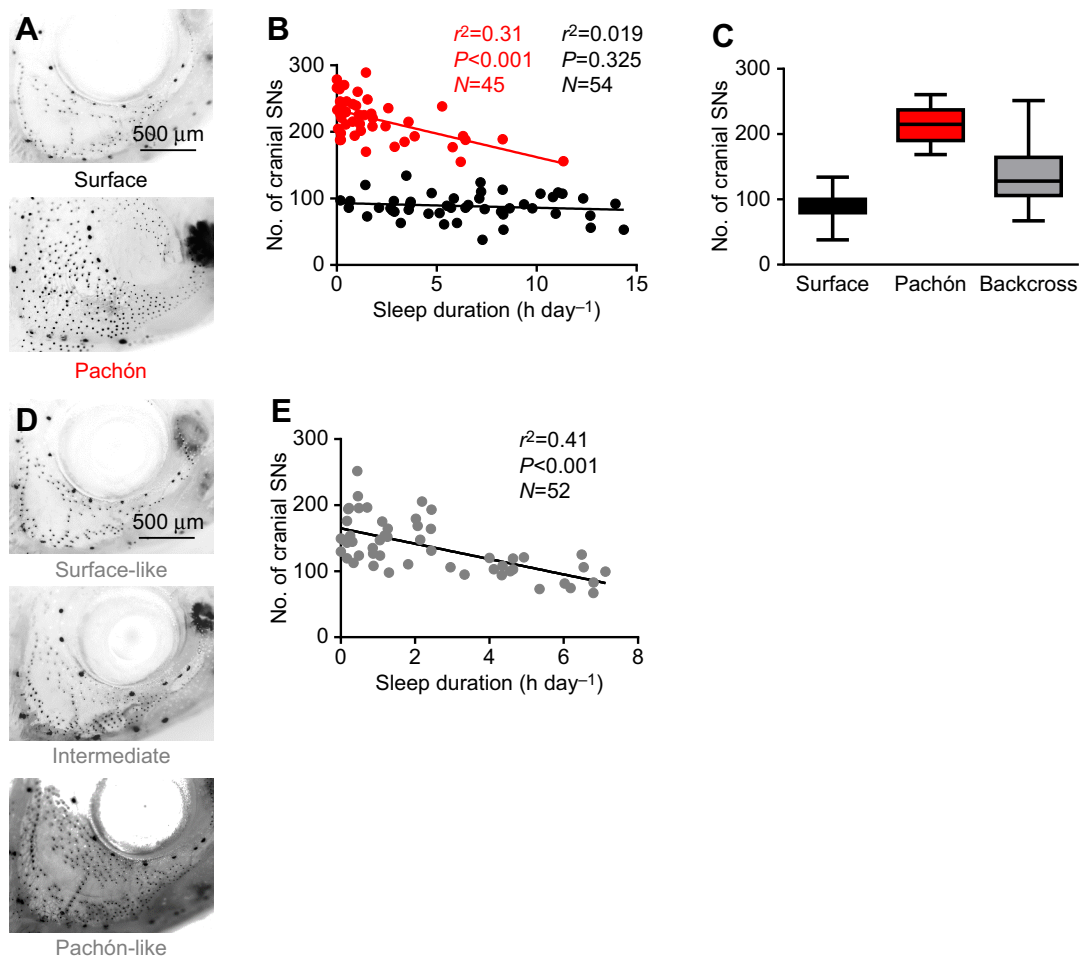 A
500 µm
Surface
Pachón
B
r²=0.31
P<0.001
N=45
r²=0.019
P=0.325
N=54
No. of cranial SNs
300
200
100
0
0 5 10 15
Sleep duration (h day⁻¹)
C
No. of cranial SNs
300
200
100
0
Surface Pachón Backcross
D
500 µm
Surface-like
Intermediate
Pachón-like
E
r²=0.41
P<0.001
N=52
No. of cranial SNs
300
200
100
0
0 2 4 6 8
Sleep duration (h day⁻¹)